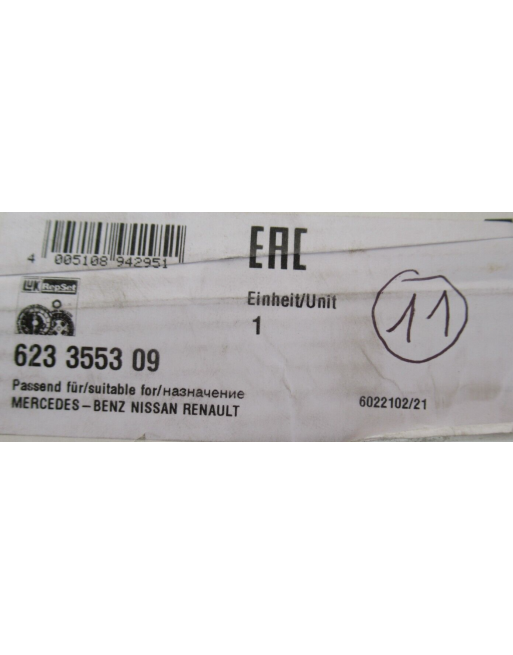 4 005108 942951
EAC
LuK RepSet
Einheit/Unit
1
11
623 3553 09
Passend für/suitable for/назначение
MERCEDES-BENZ NISSAN RENAULT
6022102/21